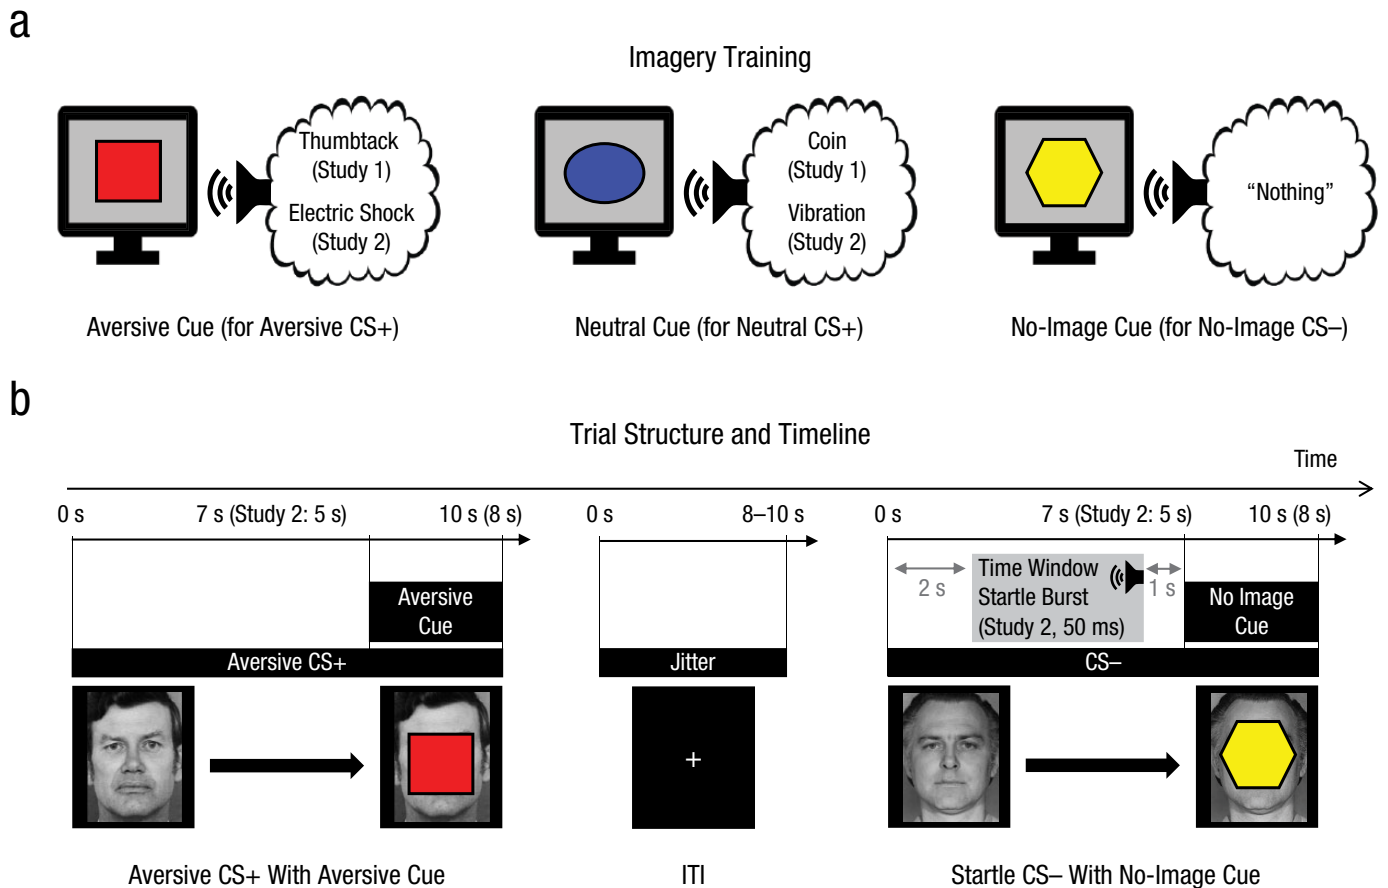 a
Imagery Training
Thumbtack
(Study 1)
Electric Shock
(Study 2)
Coin
(Study 1)
Vibration
(Study 2)
“Nothing”
Aversive Cue (for Aversive CS+)
Neutral Cue (for Neutral CS+)
No-Image Cue (for No-Image CS–)
b
Trial Structure and Timeline
Time
0 s
7 s (Study 2: 5 s)
10 s (8 s)
0 s
8–10 s
0 s
7 s (Study 2: 5 s)
10 s (8 s)
Aversive
Cue
Aversive CS+
Jitter
2 s
Time Window
Startle Burst
(Study 2, 50 ms)
1 s
No Image
Cue
CS–
+
Aversive CS+ With Aversive Cue
ITI
Startle CS– With No-Image Cue